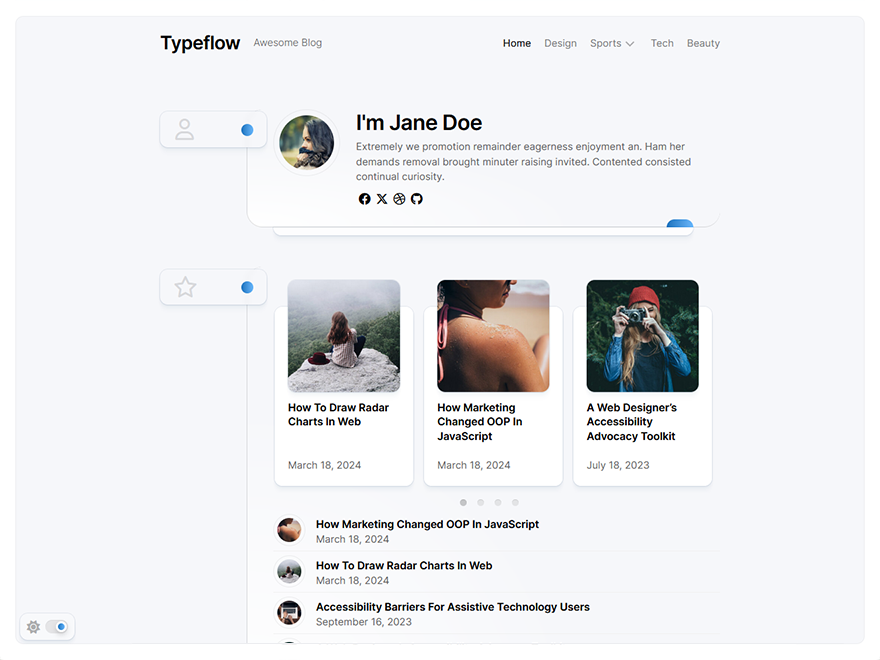 Typeflow Awesome Blog Home Design Sports Tech Beauty
I'm Jane Doe
Extremely we promotion remainder eagerness enjoyment an. Ham her
demands removal brought minuter raising invited. Contented consisted
continual curiosity.
How To Draw Radar
Charts In Web
March 18, 2024
How Marketing
Changed OOP In
JavaScript
March 18, 2024
A Web Designer's
Accessibility
Advocacy Toolkit
July 18, 2023
How Marketing Changed OOP In JavaScript
March 18, 2024
How To Draw Radar Charts In Web
March 18, 2024
Accessibility Barriers For Assistive Technology Users
September 16, 2023